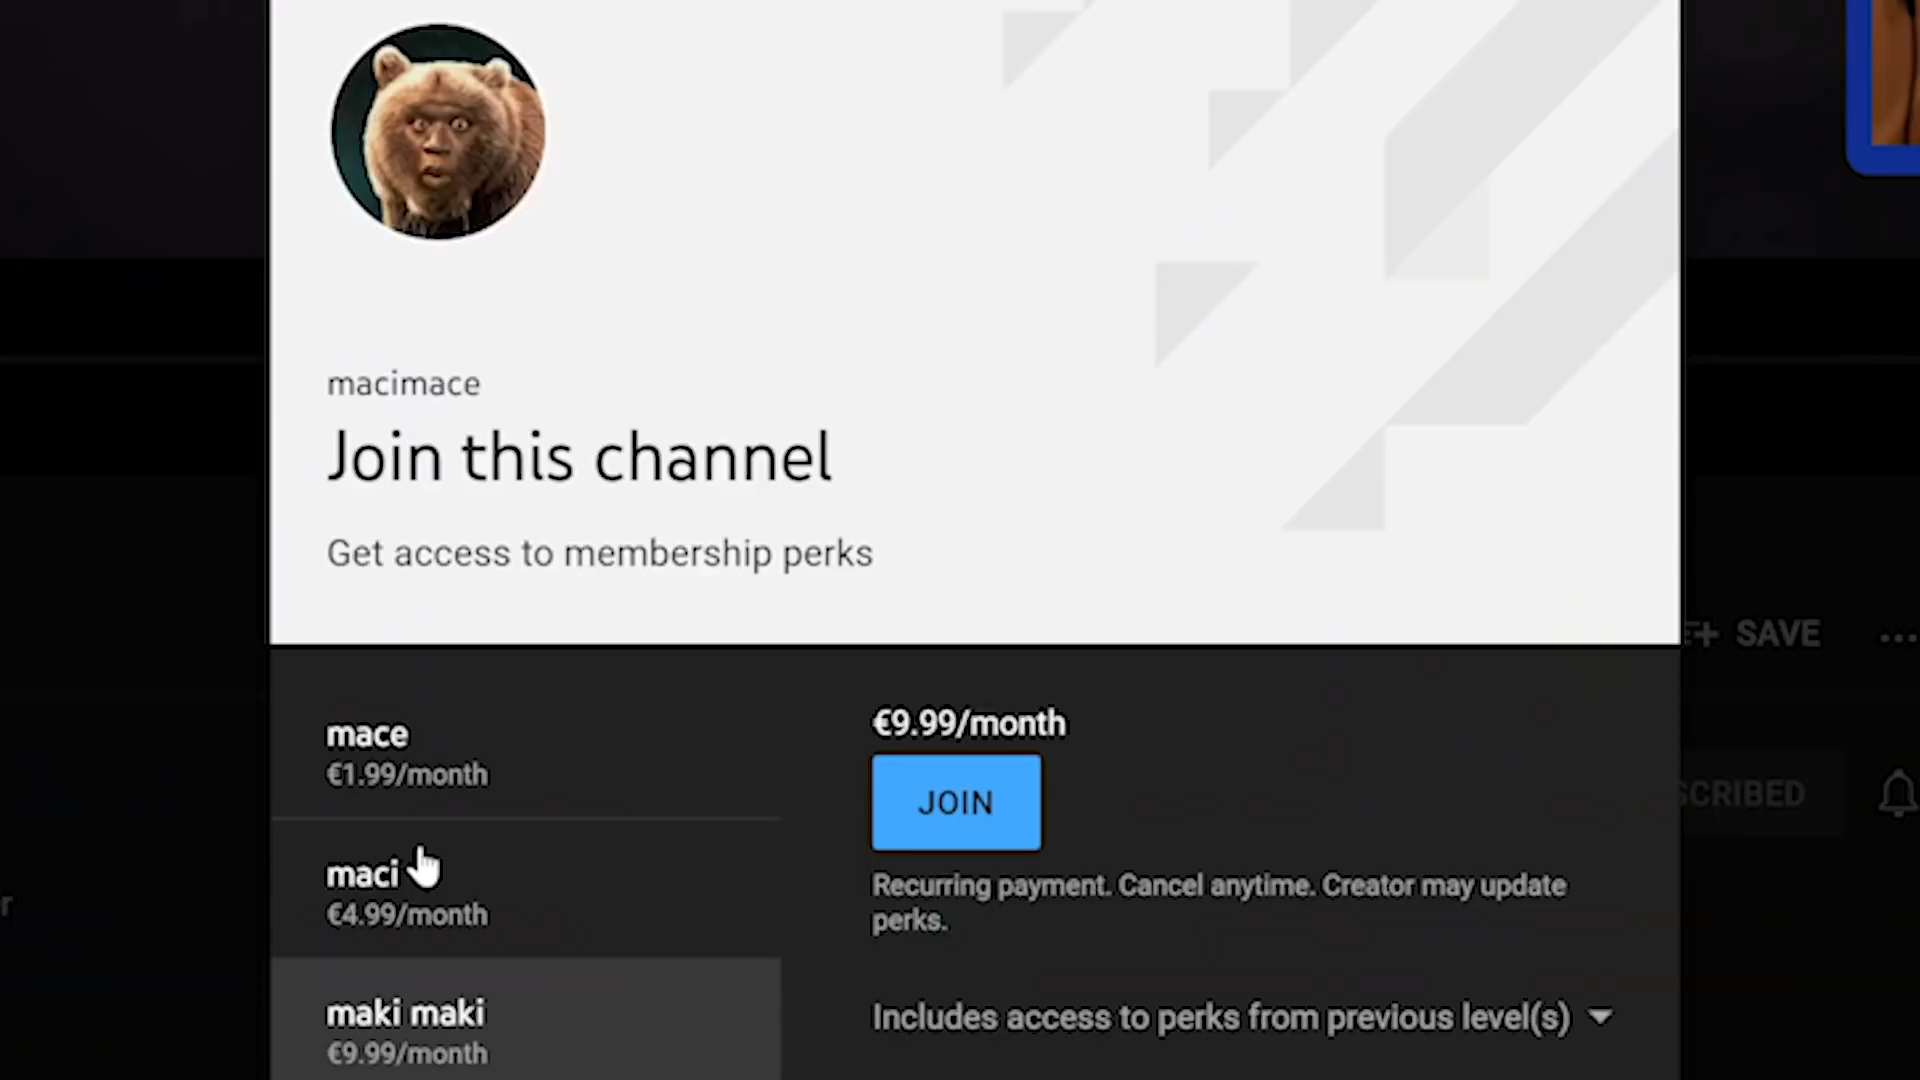 macimace
Join this channel
Get access to membership perks
SAVE
mace
€1.99/month
€9.99/month
JOIN
SCRIBED
maci
€4.99/month
Recurring payment. Cancel anytime. Creator may update
perks.
r
maki maki
€9.99/month
Includes access to perks from previous level(s)